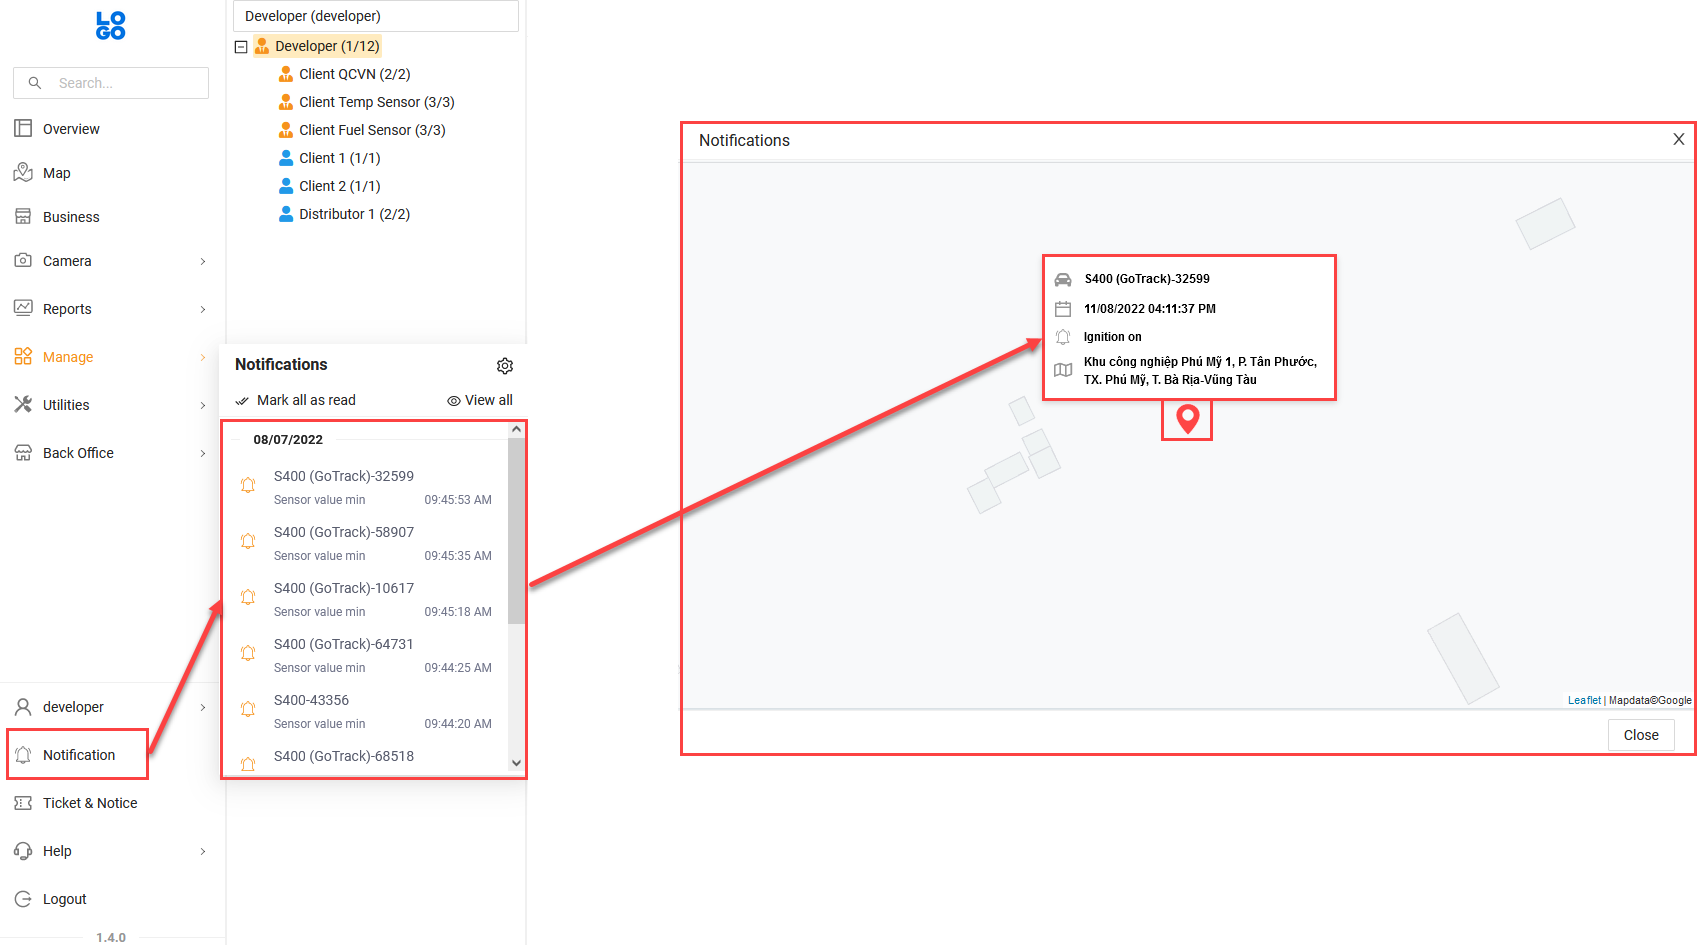 LO
GO
Search...
Overview
Map
Business
Camera
Reports
Manage
Utilities
Back Office
developer
Notification
Ticket & Notice
Help
Logout
1.4.0
Developer (developer)
Developer (1/12)
Client QCVN (2/2)
Client Temp Sensor (3/3)
Client Fuel Sensor (3/3)
Client 1 (1/1)
Client 2 (1/1)
Distributor 1 (2/2)
Notifications
Mark all as read View all
08/07/2022
S400 (GoTrack)-32599
Sensor value min 09:45:53 AM
S400 (GoTrack)-58907
Sensor value min 09:45:35 AM
S400 (GoTrack)-10617
Sensor value min 09:45:18 AM
S400 (GoTrack)-64731
Sensor value min 09:44:25 AM
S400-43356
Sensor value min 09:44:20 AM
S400 (GoTrack)-68518
Notifications
S400 (GoTrack)-32599
11/08/2022 04:11:37 PM
Ignition on
Khu công nghiệp Phú Mỹ 1, P. Tân Phước,
TX. Phú Mỹ, T. Bà Rịa-Vũng Tàu
Leaflet | Mapdata©Google
Close